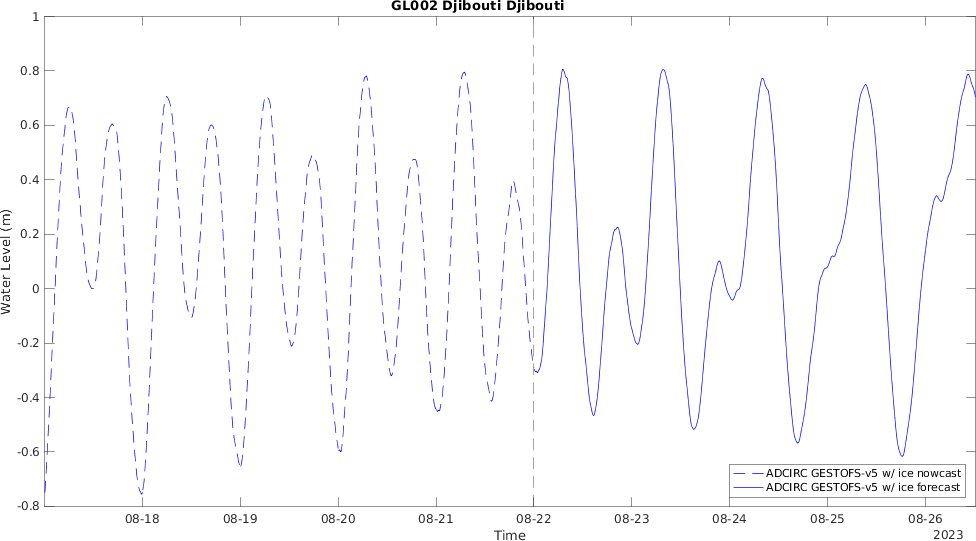 GL002 Djibouti Djibouti
1
0.8
0.6
0.4
0.2
0
-0.2
-0.4
-0.6
-0.8
Water Level (m)
08-18 08-19 08-20 08-21 08-22 08-23 08-24 08-25 08-26
Time
2023
ADCIRC GESTOFS-v5 w/ ice nowcast
ADCIRC GESTOFS-v5 w/ ice forecast